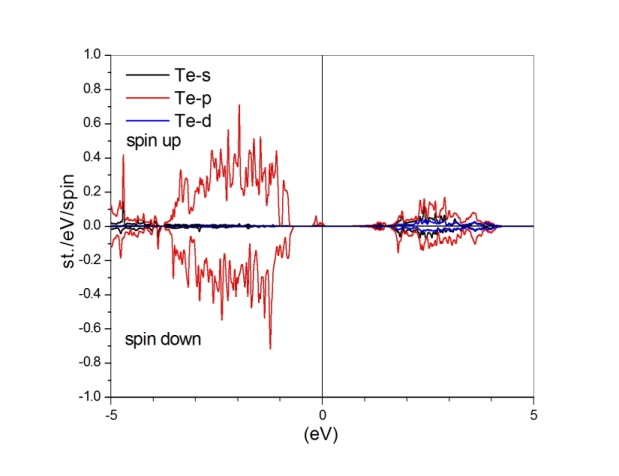 1.0
0.8
0.6
0.4
0.2
0.0
-0.2
-0.4
-0.6
-0.8
-1.0
st./eV/spin
Te-s
Te-p
Te-d
spin up
spin down
-5
0
5
(eV)